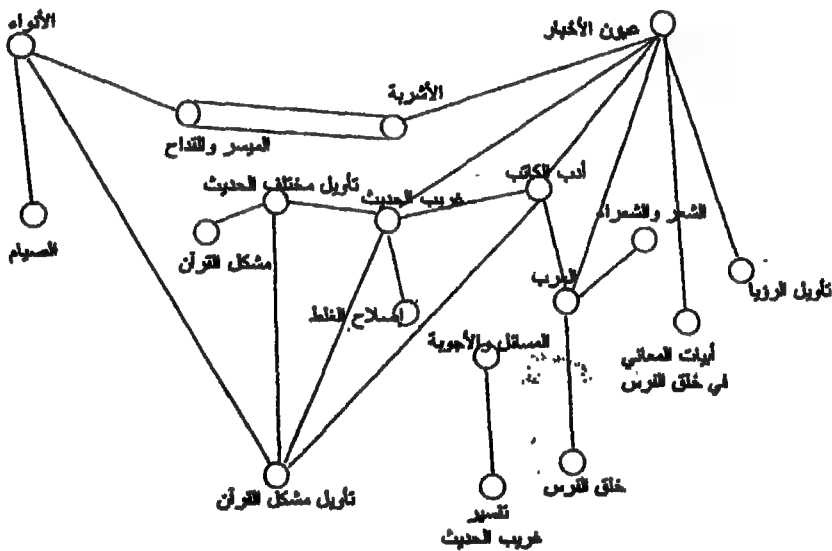 الأنواء
عيون الأخبار
الأشربة
الميسر والقداح
أدب الكاتب
تأويل مختلف الحديث
غريب الحديث
الشعر والشعراء
الصيام
مشكل القرآن
العرب
تأويل الرؤيا
إصلاح الغلط
المسائل والأجوبة
أبيات المعاني
في خلق الفرس
تأويل مشكل القرآن
خلق الفرس
تفسير
غريب الحديث